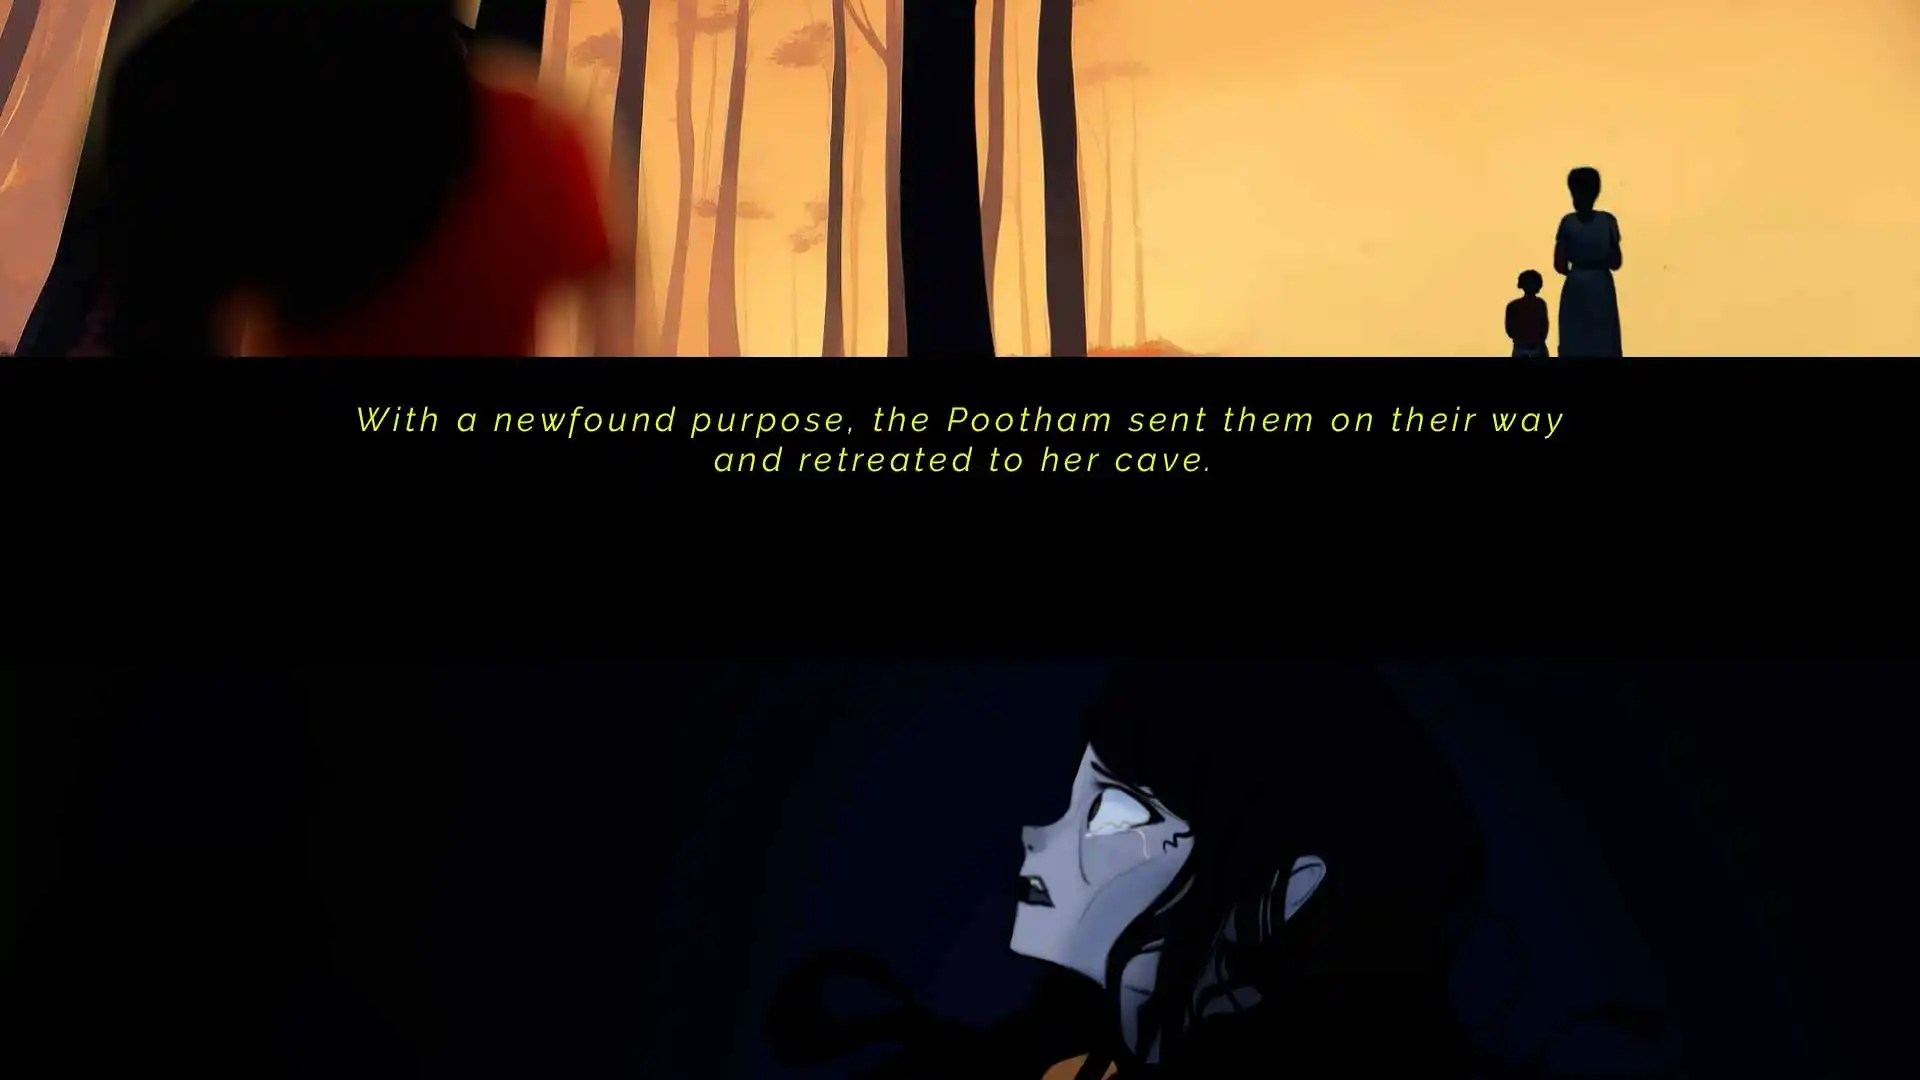 With a newfound purpose, the Pootham sent them on their way
and retreated to her cave.